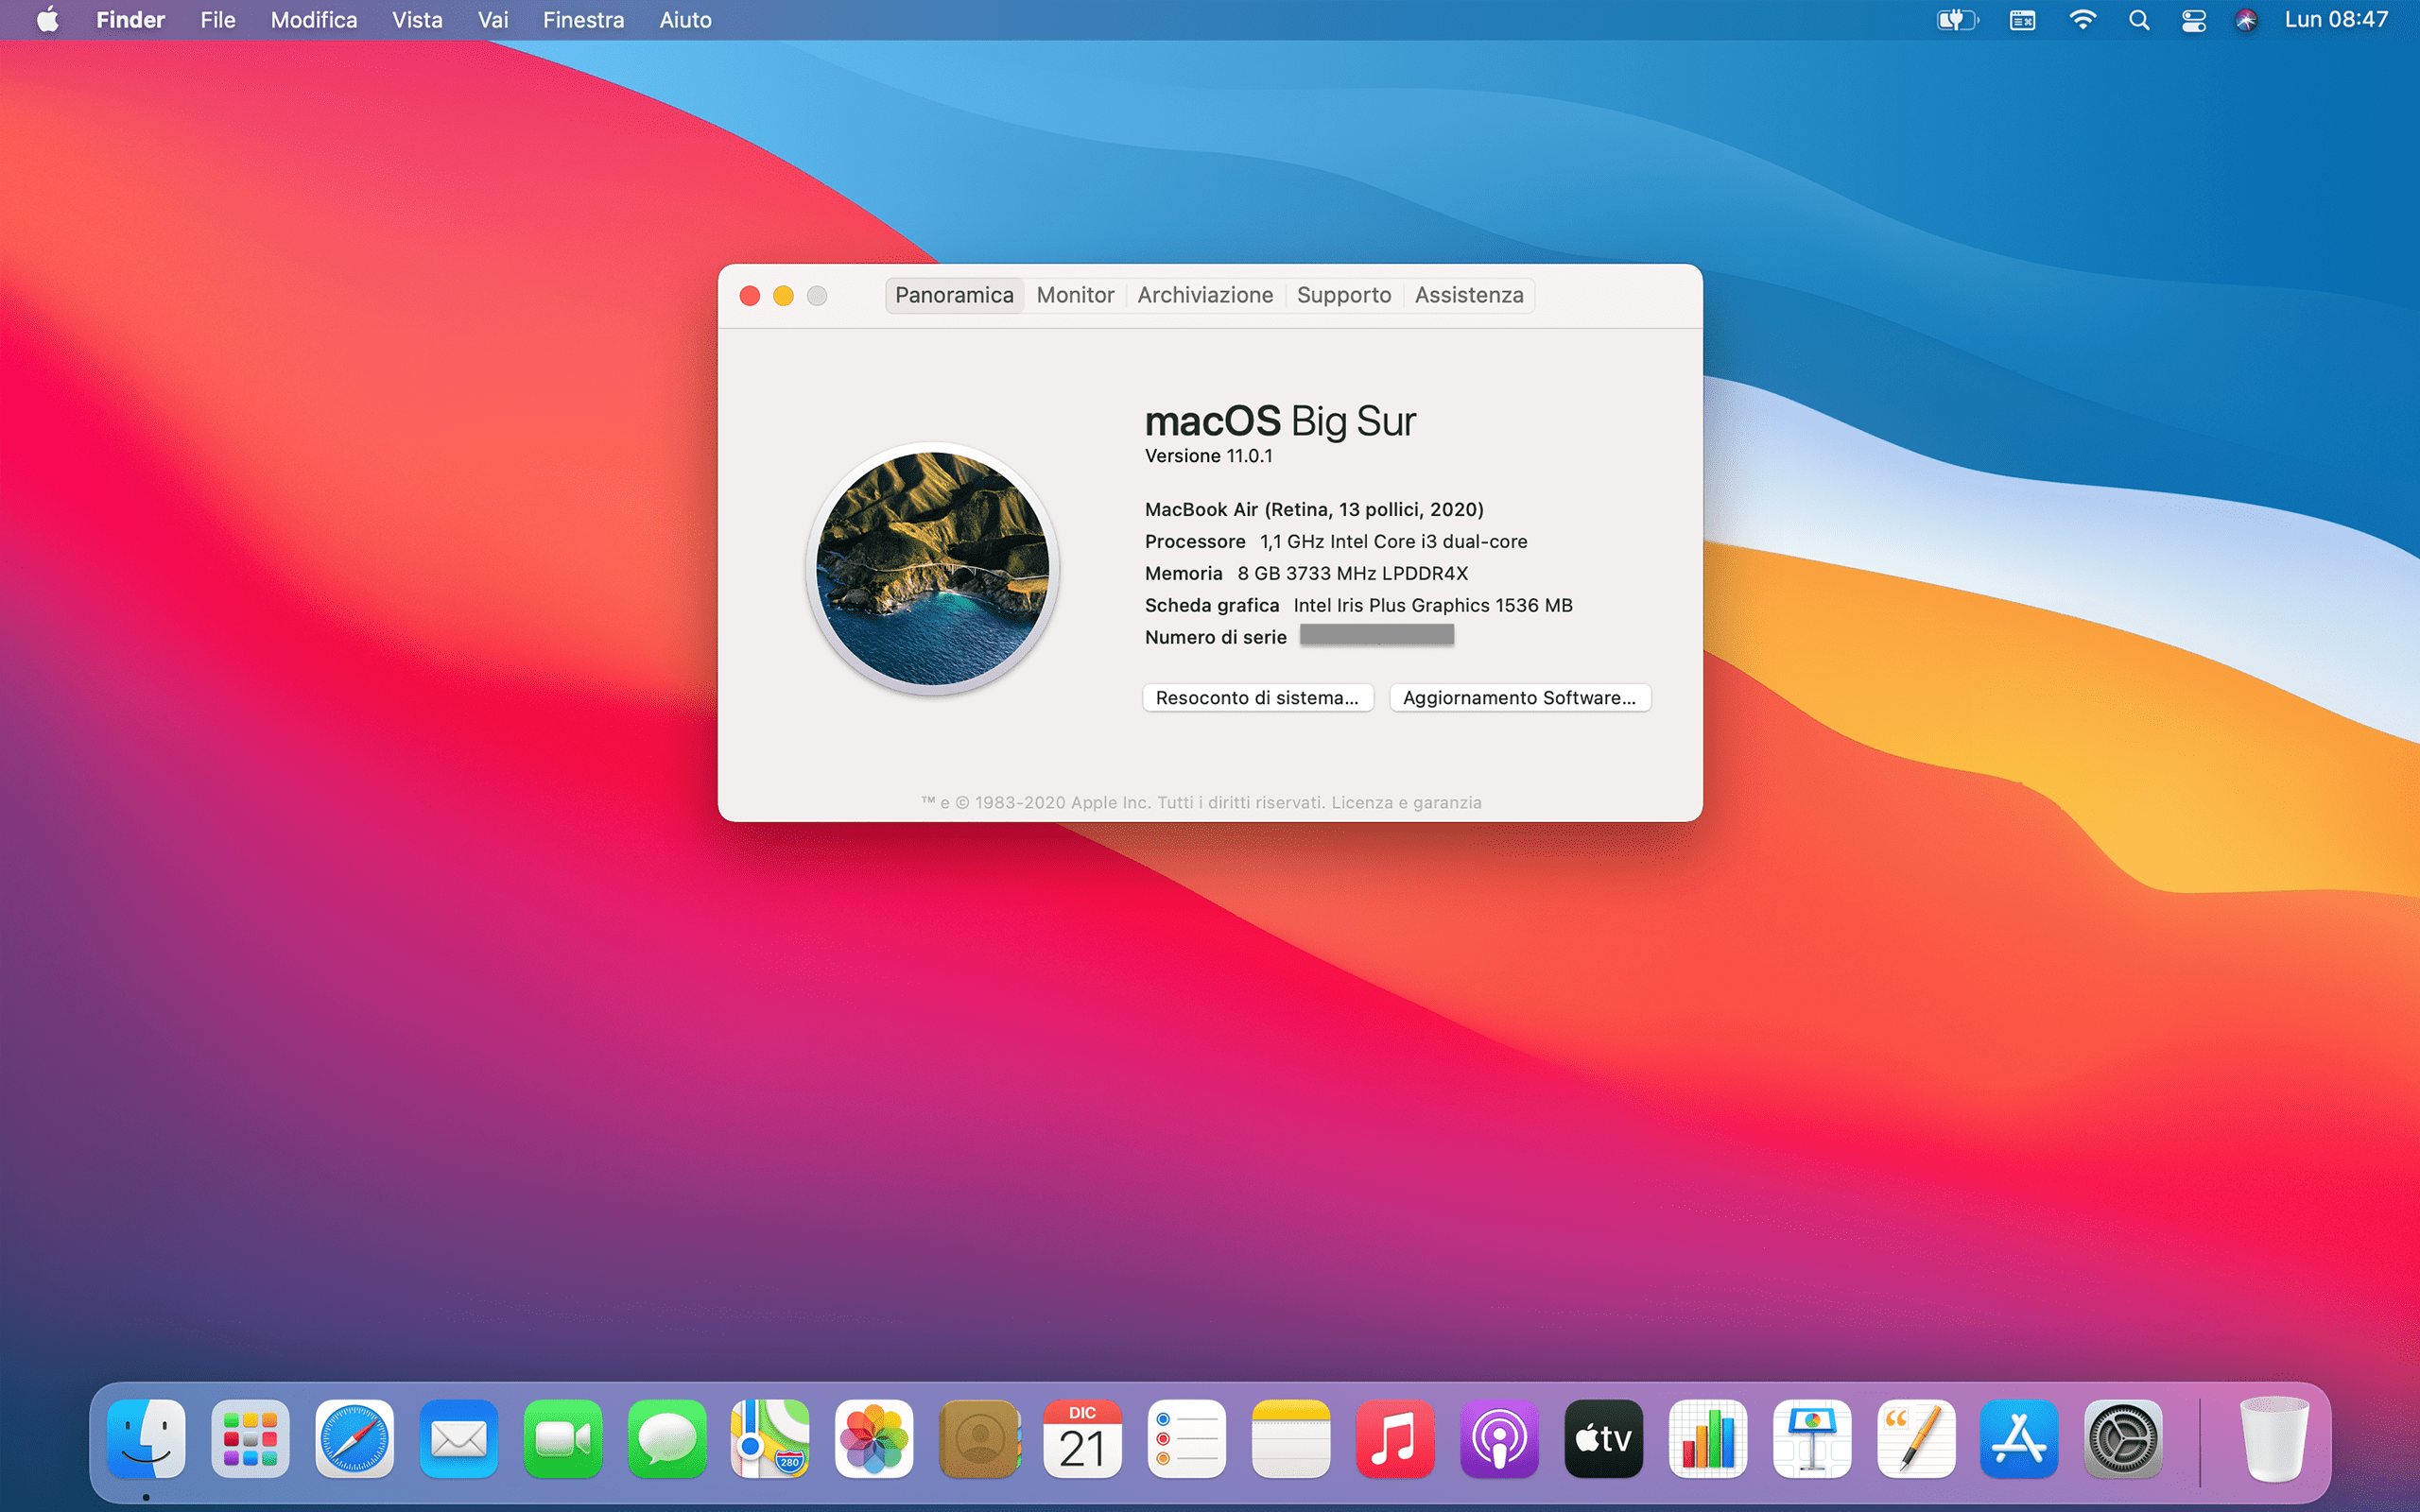 Finder File Modifica Vista Vai Finestra Aiuto Lun 08:47
Panoramica Monitor Archiviazione Supporto Assistenza
macOS Big Sur
Versione 11.0.1
MacBook Air (Retina, 13 pollici, 2020)
Processore 1,1 GHz Intel Core i3 dual-core
Memoria 8 GB 3733 MHz LPDDR4X
Scheda grafica Intel Iris Plus Graphics 1536 MB
Numero di serie
Resoconto di sistema... Aggiornamento Software...
™ e © 1983-2020 Apple Inc. Tutti i diritti riservati. Licenza e garanzia
280
DIC
21
tv